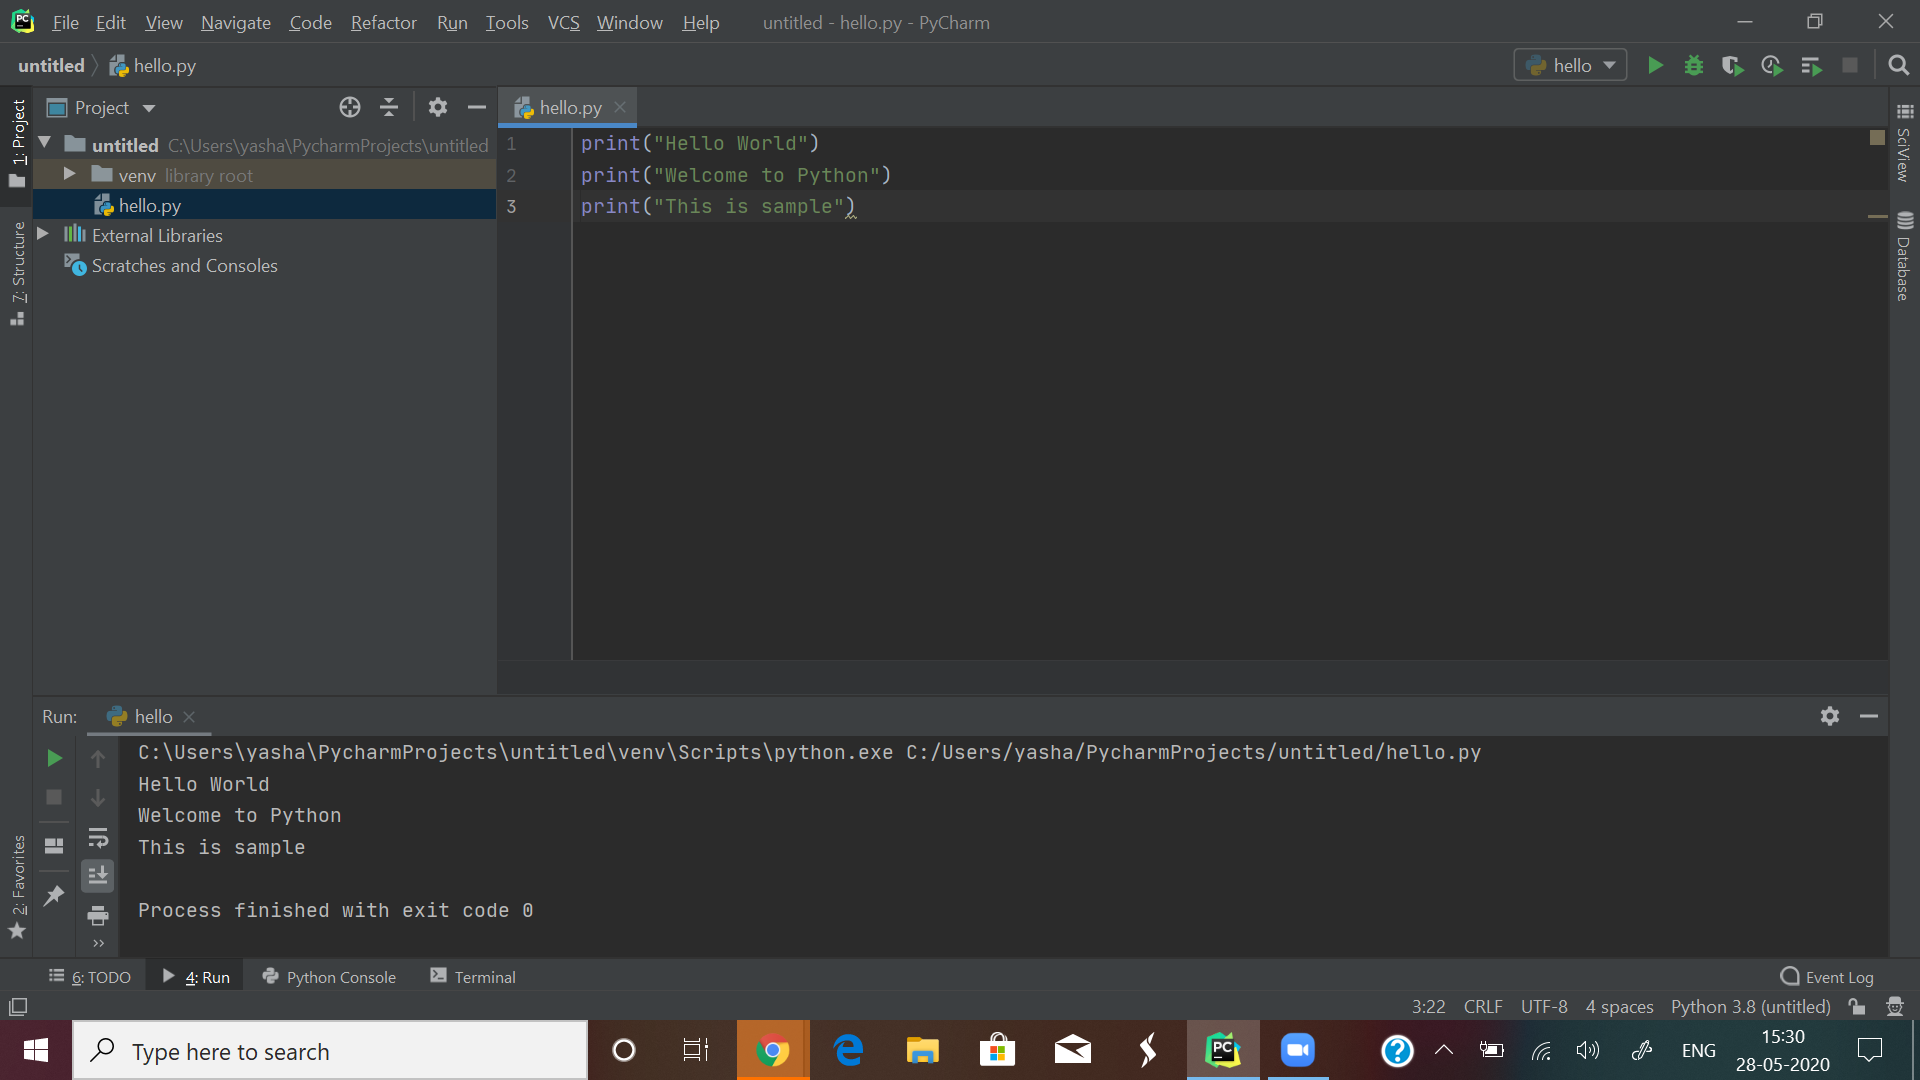 File Edit View Navigate Code Refactor Run Tools VCS Window Help untitled - hello.py - PyCharm
untitled hello.py hello
Project
hello.py
1: Project
untitled C:\Users\yasha\PycharmProjects\untitled
venv library root
hello.py
External Libraries
Scratches and Consoles
7: Structure
2: Favorites
1 print("Hello World")
2 print("Welcome to Python")
3 print("This is sample")
SciView
Database
Run: hello
C:\Users\yasha\PycharmProjects\untitled\venv\Scripts\python.exe C:/Users/yasha/PycharmProjects/untitled/hello.py
Hello World
Welcome to Python
This is sample
Process finished with exit code 0
6: TODO 4: Run Python Console Terminal Event Log
3:22 CRLF UTF-8 4 spaces Python 3.8 (untitled)
Type here to search
PC
ENG
15:30
28-05-2020